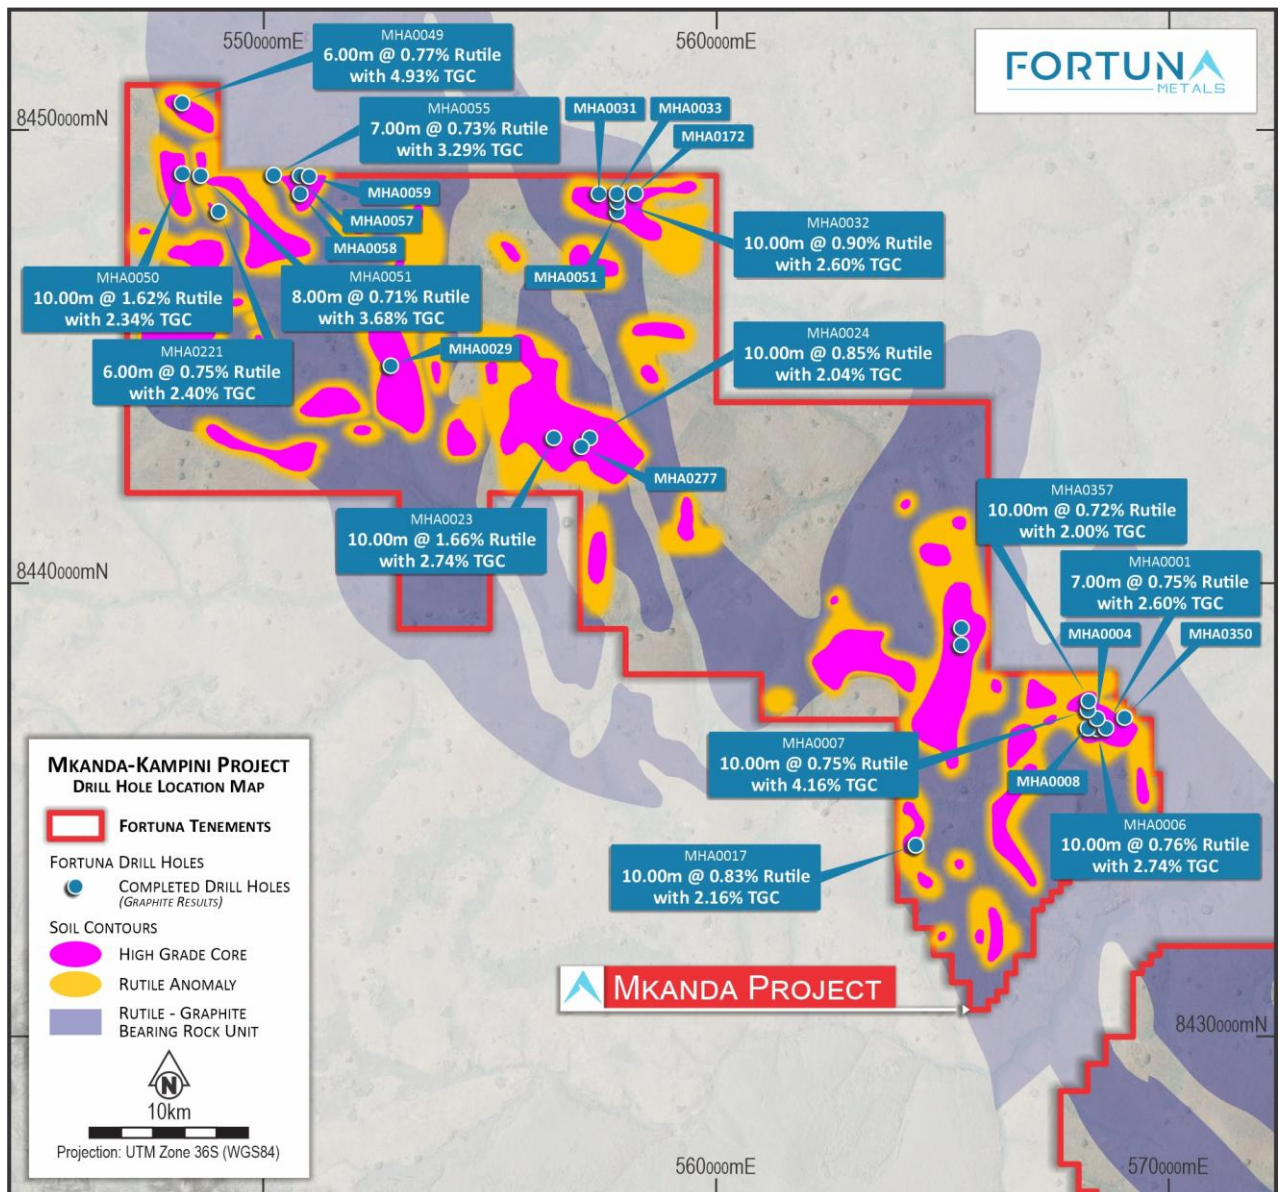 550000mE
560000mE
FORTUNA
METALS
8450000mN
MHA0049
6.00m @ 0.77% Rutile
with 4.93% TGC
MHA0055
7.00m @ 0.73% Rutile
with 3.29% TGC
MHA0031
MHA0033
MHA0172
MHA0059
MHA0057
MHA0058
MHA0032
10.00m @ 0.90% Rutile
with 2.60% TGC
MHA0051
MHA0050
10.00m @ 1.62% Rutile
with 2.34% TGC
MHA0051
8.00m @ 0.71% Rutile
with 3.68% TGC
MHA0221
6.00m @ 0.75% Rutile
with 2.40% TGC
MHA0029
MHA0024
10.00m @ 0.85% Rutile
with 2.04% TGC
MHA0277
MHA0023
10.00m @ 1.66% Rutile
with 2.74% TGC
MHA0357
10.00m @ 0.72% Rutile
with 2.00% TGC
8440000mN
MHA0001
7.00m @ 0.75% Rutile
with 2.60% TGC
MHA0004
MHA0350
MHA0007
10.00m @ 0.75% Rutile
with 4.16% TGC
MHA0008
MHA0006
10.00m @ 0.76% Rutile
with 2.74% TGC
MHA0017
10.00m @ 0.83% Rutile
with 2.16% TGC
MKANDA PROJECT
8430000mN
MKANDA-KAMPINI PROJECT
DRILL HOLE LOCATION MAP
FORTUNA TENEMENTS
FORTUNA DRILL HOLES
COMPLETED DRILL HOLES
(GRAPHITE RESULTS)
SOIL CONTOURS
HIGH GRADE CORE
RUTILE ANOMALY
RUTILE - GRAPHITE
BEARING ROCK UNIT
N
10km
Projection: UTM Zone 36S (WGS84)
560000mE
570000mE